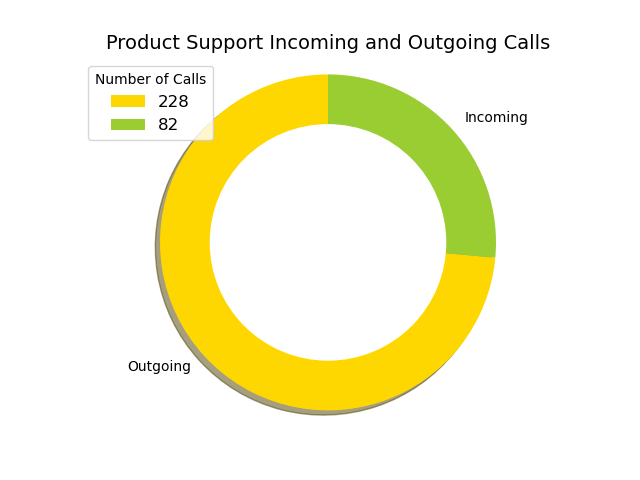 Product Support Incoming and Outgoing Calls
Number of Calls
228
82
Incoming
Outgoing